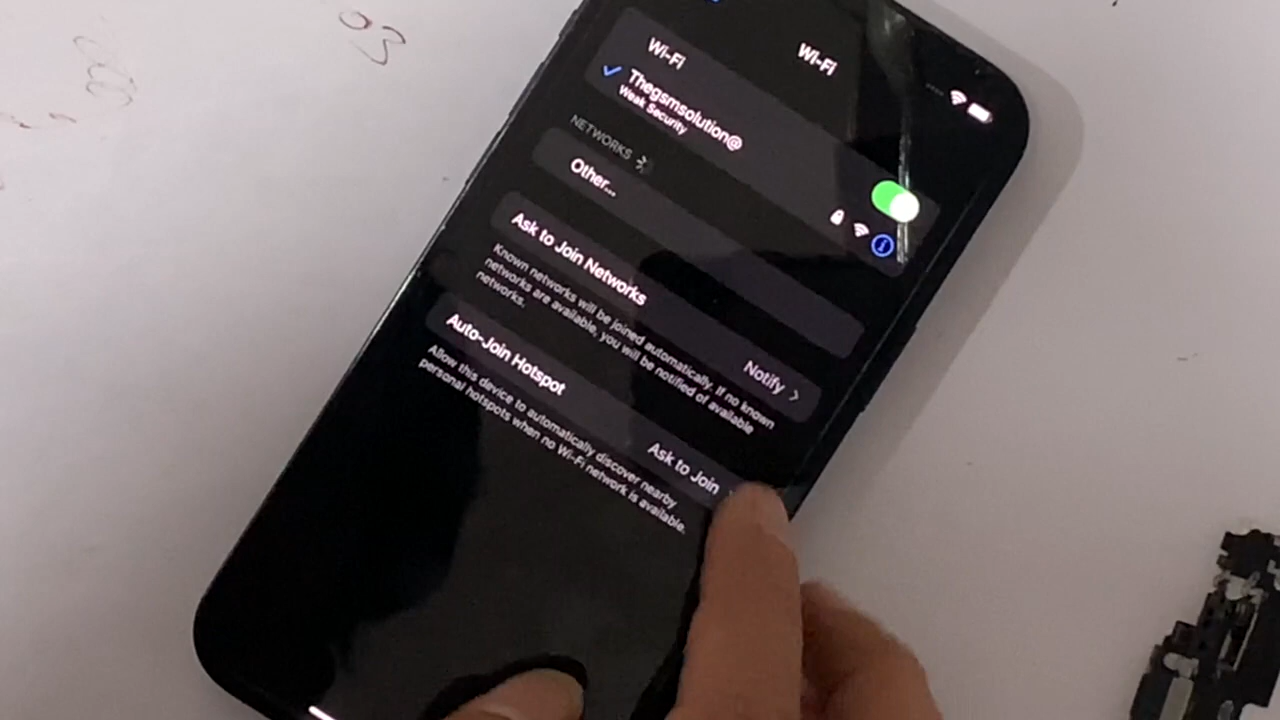 03
Wi-Fi
Wi-Fi
Thegsmsolution@
Weak Security
NETWORKS
Other...
Ask to Join Networks
Notify
Known networks will be joined automatically. If no known
networks are available, you will be notified of available
networks.
Auto-Join Hotspot
Ask to Join
Allow this device to automatically discover nearby
personal hotspots when no Wi-Fi network is available.